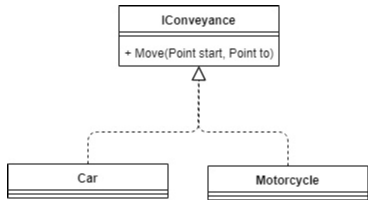 IConveyance
+ Move(Point start, Point to)
Car
Motorcycle